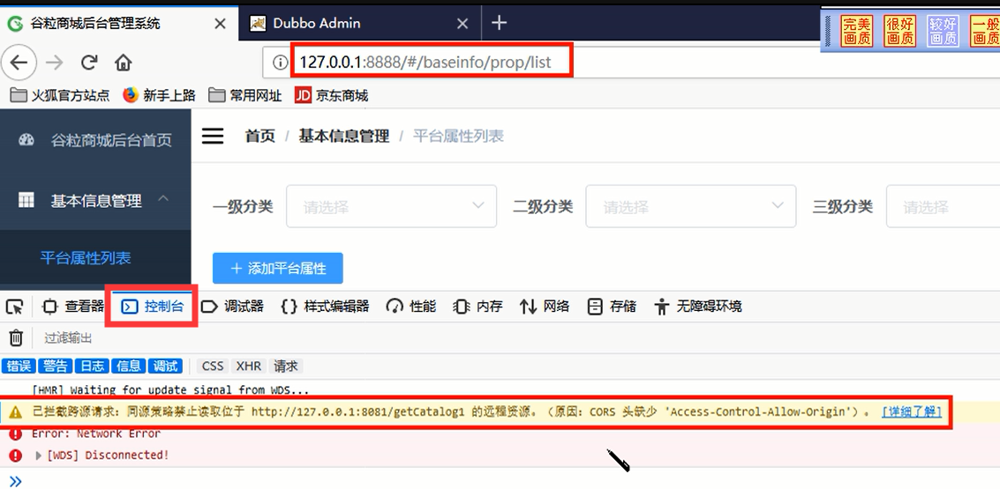 谷粒商城后台管理系统
Dubbo Admin
完美画质
很好画质
较好画质
一般画质
127.0.0.1:8888/#/baseinfo/prop/list
火狐官方站点 新手上路 常用网址 JD 京东商城
谷粒商城后台首页
首页 / 基本信息管理 / 平台属性列表
基本信息管理
一级分类 请选择 二级分类 请选择 三级分类 请选择
平台属性列表
+ 添加平台属性
查看器 控制台 调试器 {} 样式编辑器 性能 内存 网络 存储 无障碍环境
过滤输出
错误 警告 日志 信息 调试 CSS XHR 请求
[HMR] Waiting for update signal from WDS...
已拦截跨源请求：同源策略禁止读取位于 http://127.0.0.1:8081/getCatalog1 的远程资源。（原因：CORS 头缺少 'Access-Control-Allow-Origin'）。 [详细了解]
Error: Network Error
[WDS] Disconnected!